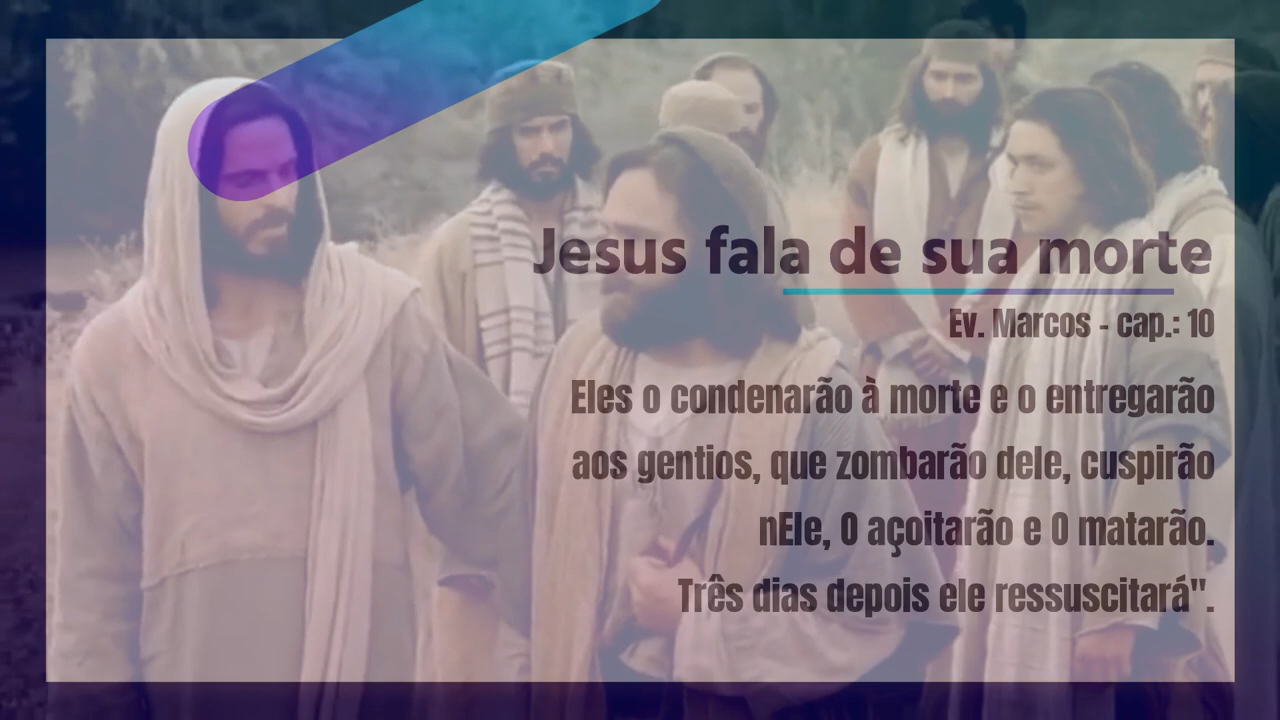 Jesus fala de sua morte
Ev. Marcos - cap.: 10
Eles o condenarão à morte e o entregarão
aos gentios, que zombarão dele, cuspirão
nEle, O açoitarão e O matarão.
Três dias depois ele ressuscitará".